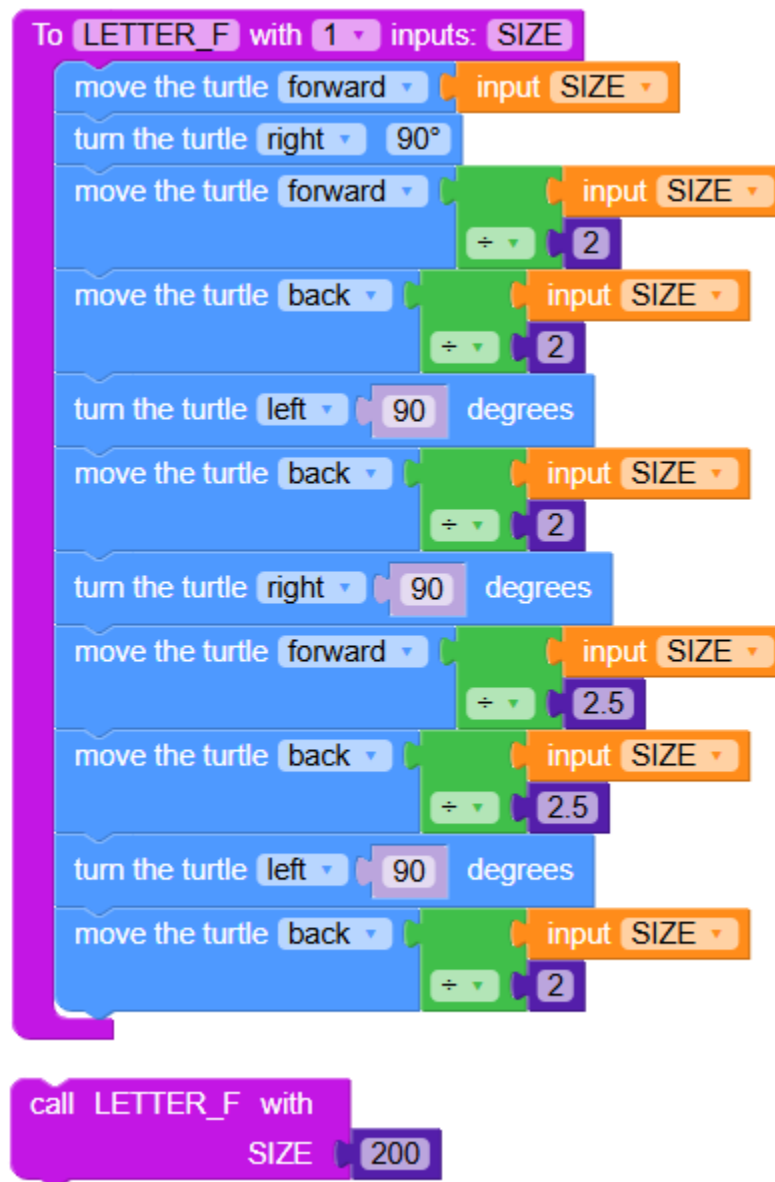 To LETTER_F with 1 inputs: SIZE
move the turtle forward input SIZE
turn the turtle right 90°
move the turtle forward input SIZE
÷ 2
move the turtle back input SIZE
÷ 2
turn the turtle left 90 degrees
move the turtle back input SIZE
÷ 2
turn the turtle right 90 degrees
move the turtle forward input SIZE
÷ 2.5
move the turtle back input SIZE
÷ 2.5
turn the turtle left 90 degrees
move the turtle back input SIZE
÷ 2
call LETTER_F with
SIZE 200